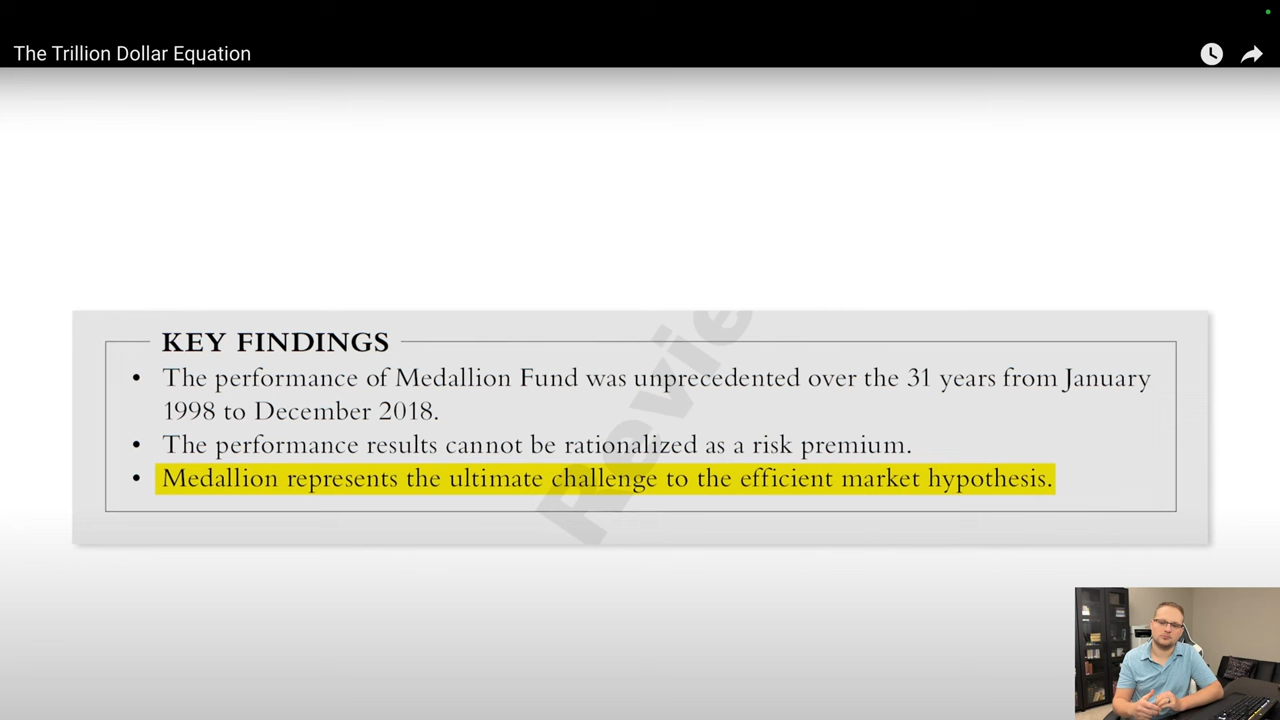 The Trillion Dollar Equation
KEY FINDINGS
• The performance of Medallion Fund was unprecedented over the 31 years from January
1998 to December 2018.
• The performance results cannot be rationalized as a risk premium.
• Medallion represents the ultimate challenge to the efficient market hypothesis.
Revie